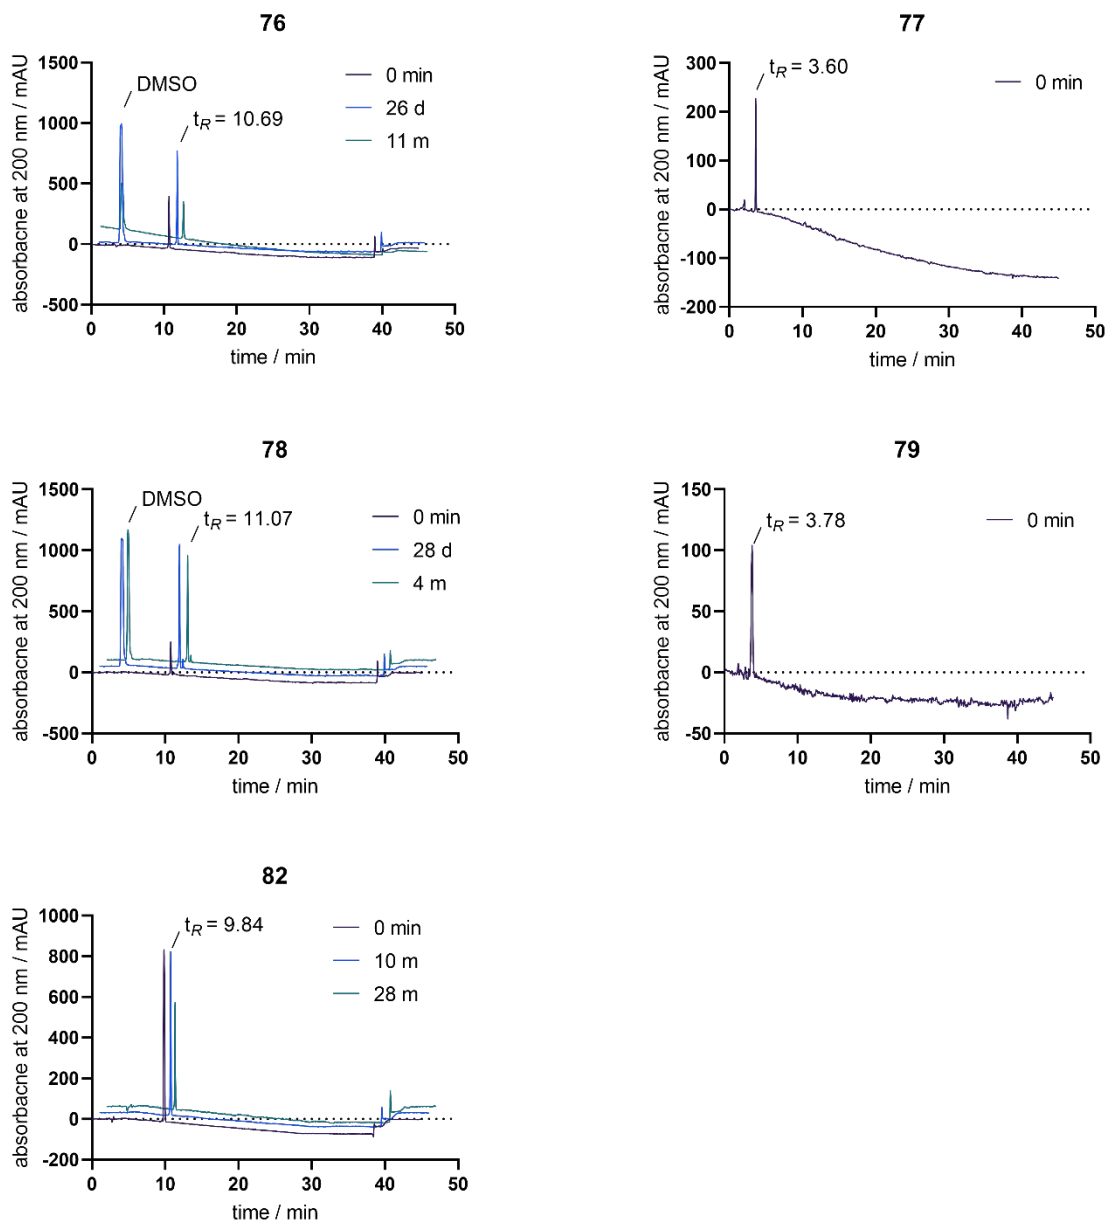 76
absorbacne at 200 nm / mAU
1500
1000
500
0
-500
DMSO
tR = 10.69
0 min
26 d
11 m
0 10 20 30 40 50
time / min
77
absorbacne at 200 nm / mAU
300
200
100
0
-100
-200
tR = 3.60
0 min
0 10 20 30 40 50
time / min
78
absorbacne at 200 nm / mAU
1500
1000
500
0
-500
DMSO
tR = 11.07
0 min
28 d
4 m
0 10 20 30 40 50
time / min
79
absorbacne at 200 nm / mAU
150
100
50
0
-50
tR = 3.78
0 min
0 10 20 30 40 50
time / min
82
absorbacne at 200 nm / mAU
1000
800
600
400
200
0
-200
tR = 9.84
0 min
10 m
28 m
0 10 20 30 40 50
time / min